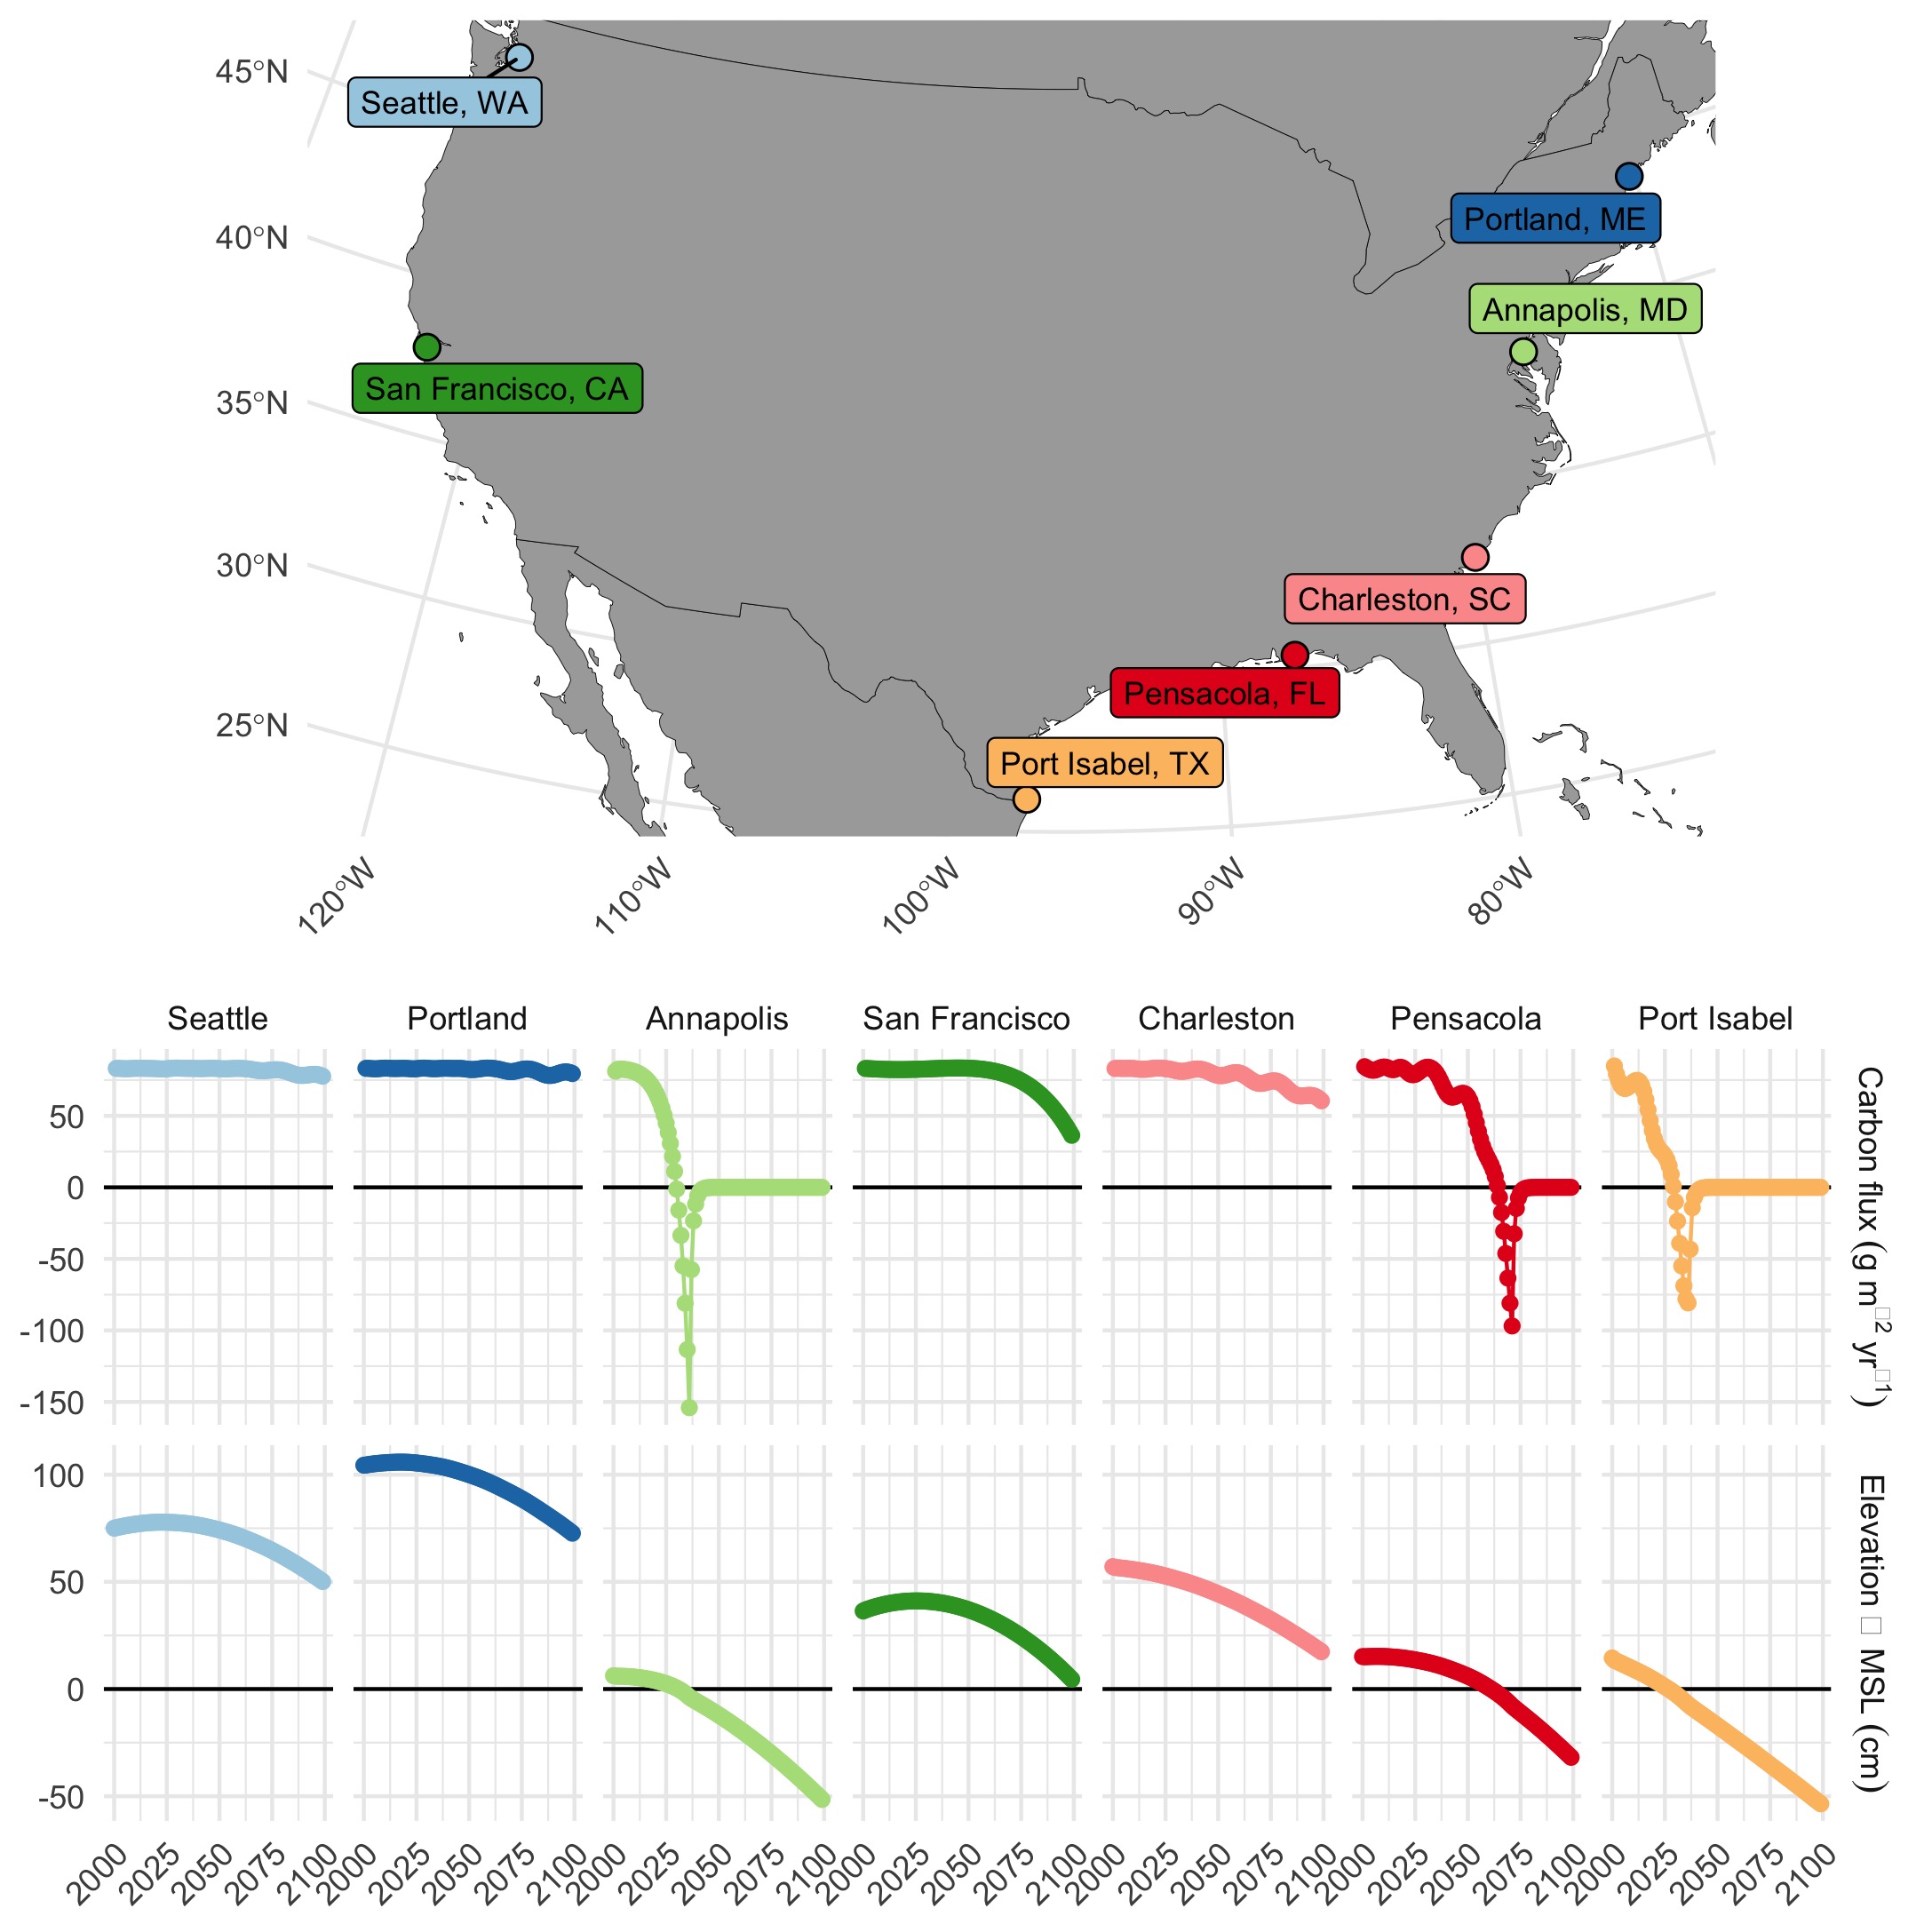 45°N
Seattle, WA
Portland, ME
40°N
Annapolis, MD
San Francisco, CA
35°N
30°N
Charleston, SC
Pensacola, FL
25°N
Port Isabel, TX
120°W 110°W 100°W 90°W 80°W
Seattle Portland Annapolis San Francisco Charleston Pensacola Port Isabel
50
0
-50
-100
-150
Carbon flux (g m□² yr□¹)
100
50
0
-50
Elevation □ MSL (cm)
2000 2025 2050 2075 2100 2000 2025 2050 2075 2100 2000 2025 2050 2075 2100 2000 2025 2050 2075 2100 2000 2025 2050 2075 2100 2000 2025 2050 2075 2100 2000 2025 2050 2075 2100